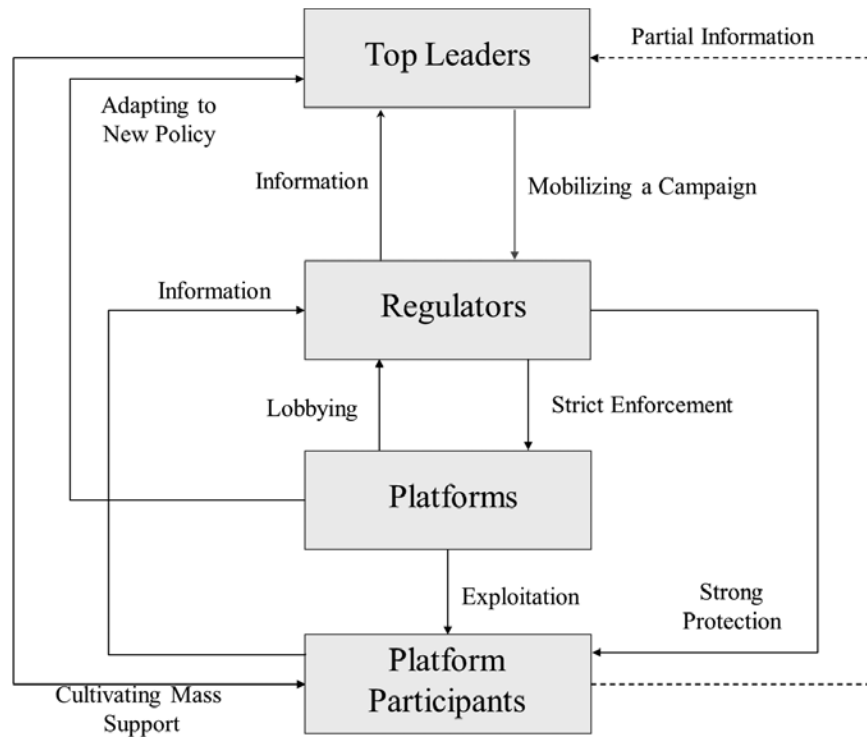 Top Leaders
Partial Information
Adapting to
New Policy
Information
Mobilizing a Campaign
Information
Regulators
Lobbying
Strict Enforcement
Platforms
Exploitation
Strong
Protection
Platform
Participants
Cultivating Mass
Support